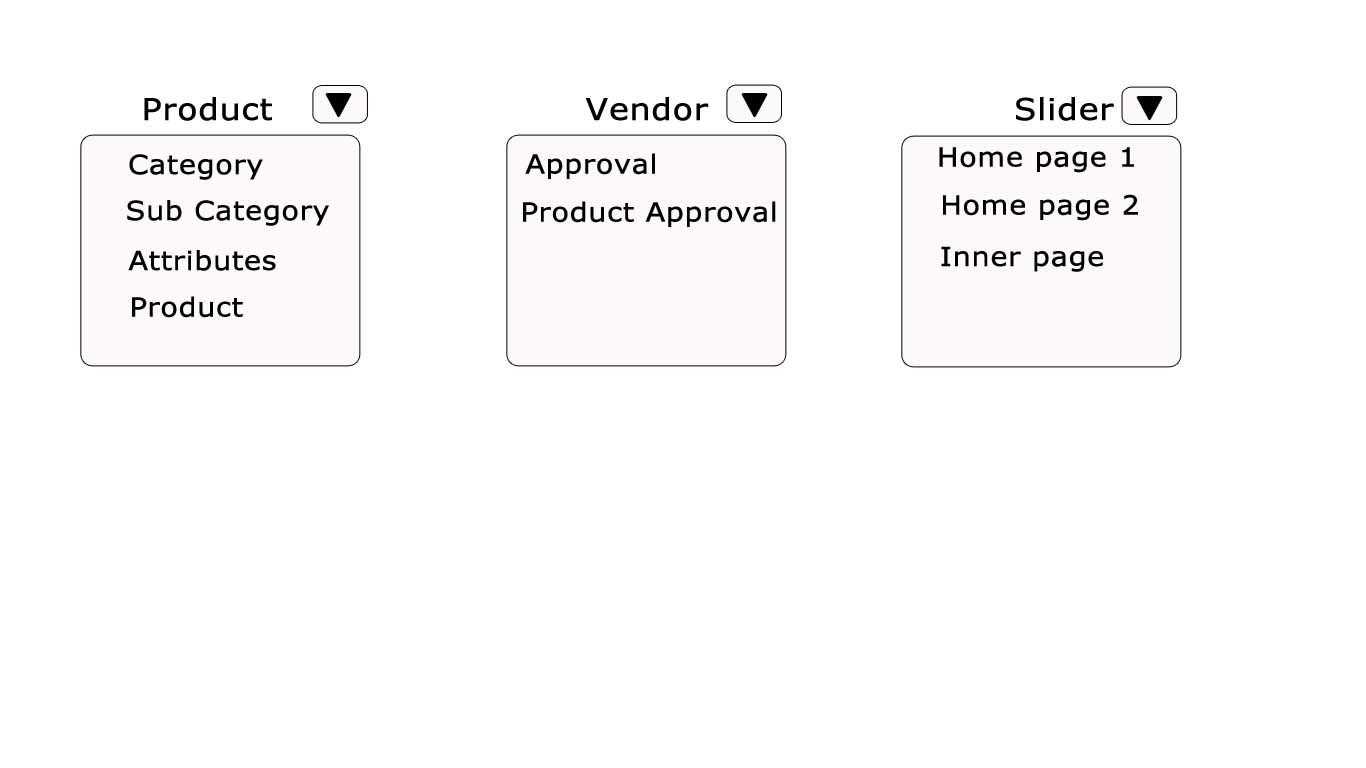 Product
Category
Sub Category
Attributes
Product
Vendor
Approval
Product Approval
Slider
Home page 1
Home page 2
Inner page